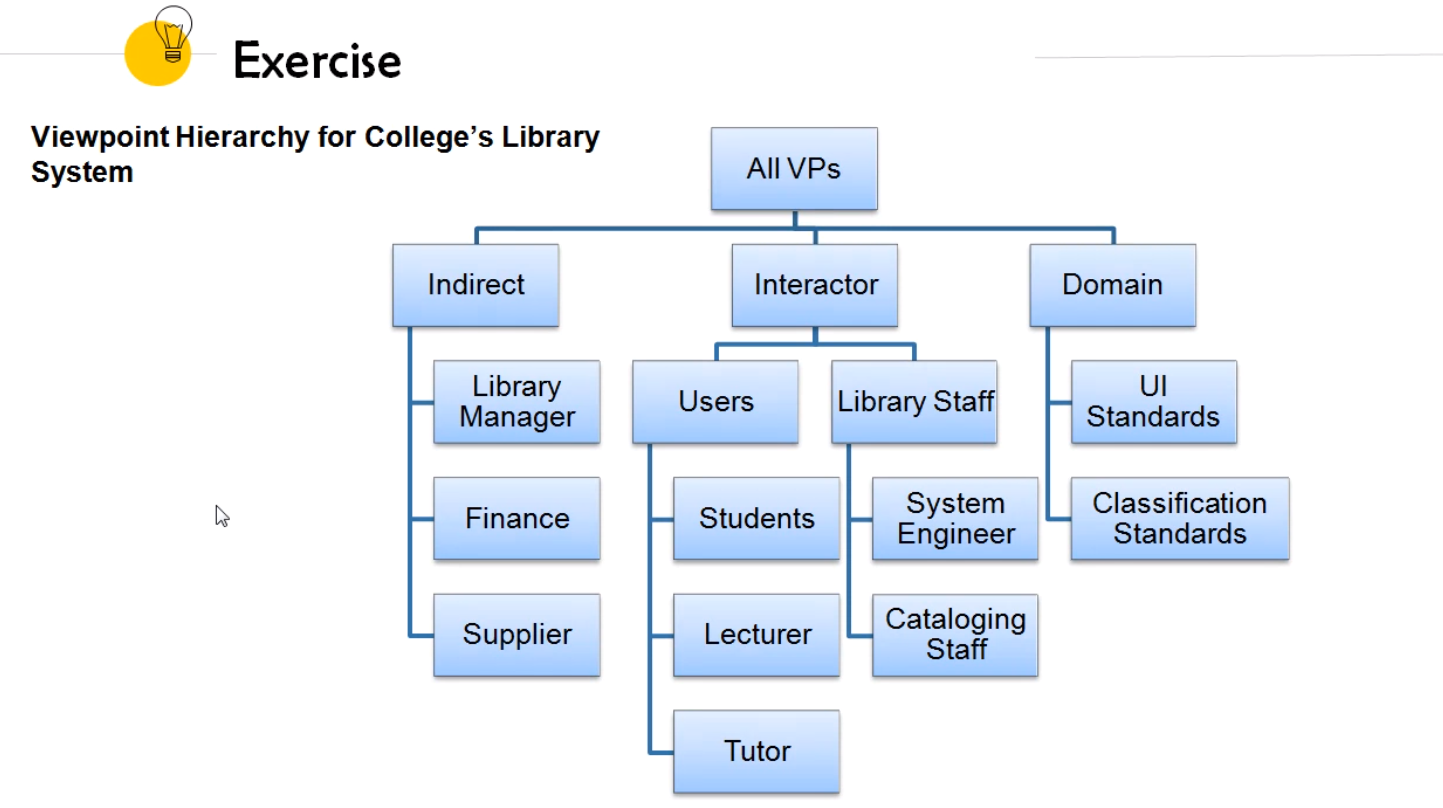 Exercise
Viewpoint Hierarchy for College’s Library
System
All VPs
Indirect
Interactor
Domain
Library
Manager
Users
Library Staff
UI
Standards
Finance
Students
System
Engineer
Classification
Standards
Supplier
Lecturer
Cataloging
Staff
Tutor